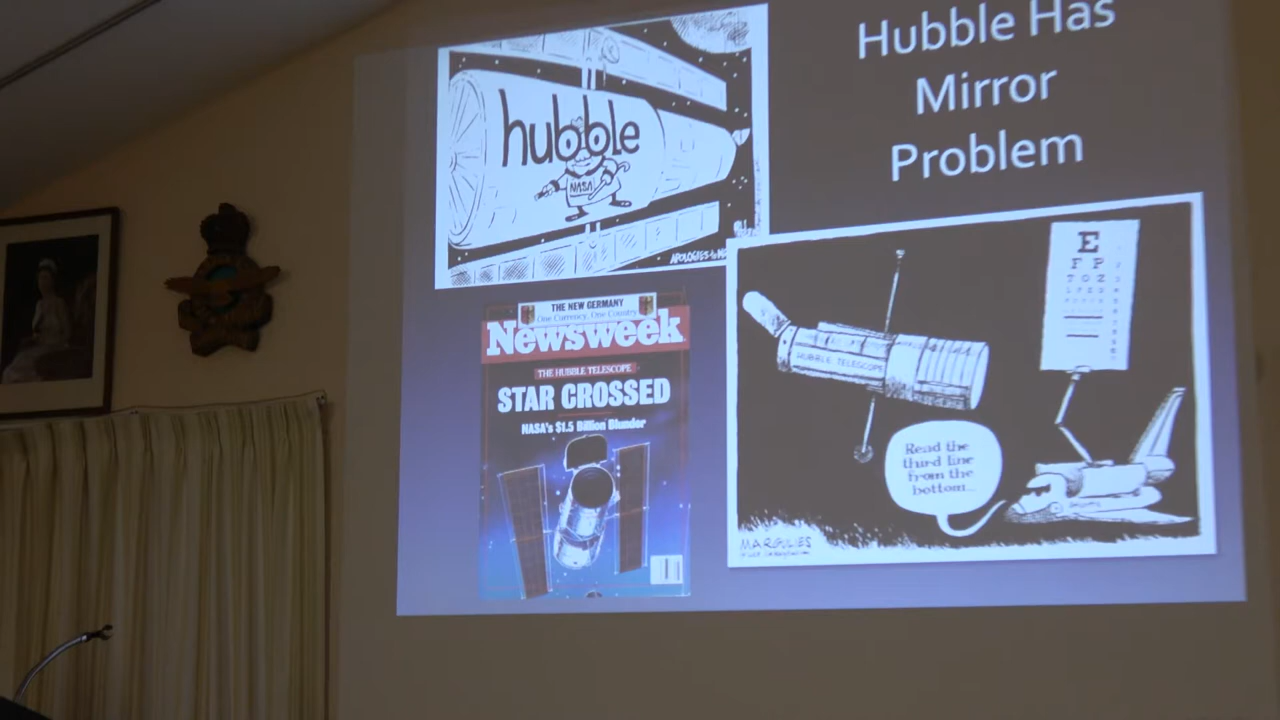 Hubble Has
Mirror
Problem
hubble
NASA
APOLOGIES to
THE NEW GERMANY
One Currency, One Country
Newsweek
THE HUBBLE TELESCOPE
STAR CROSSED
NASA's $1.5 Billion Blunder
HUBBLE TELESCOPE
E
F P
T O Z
L P E D
Read the
third line
from the
bottom...
MARGULIES